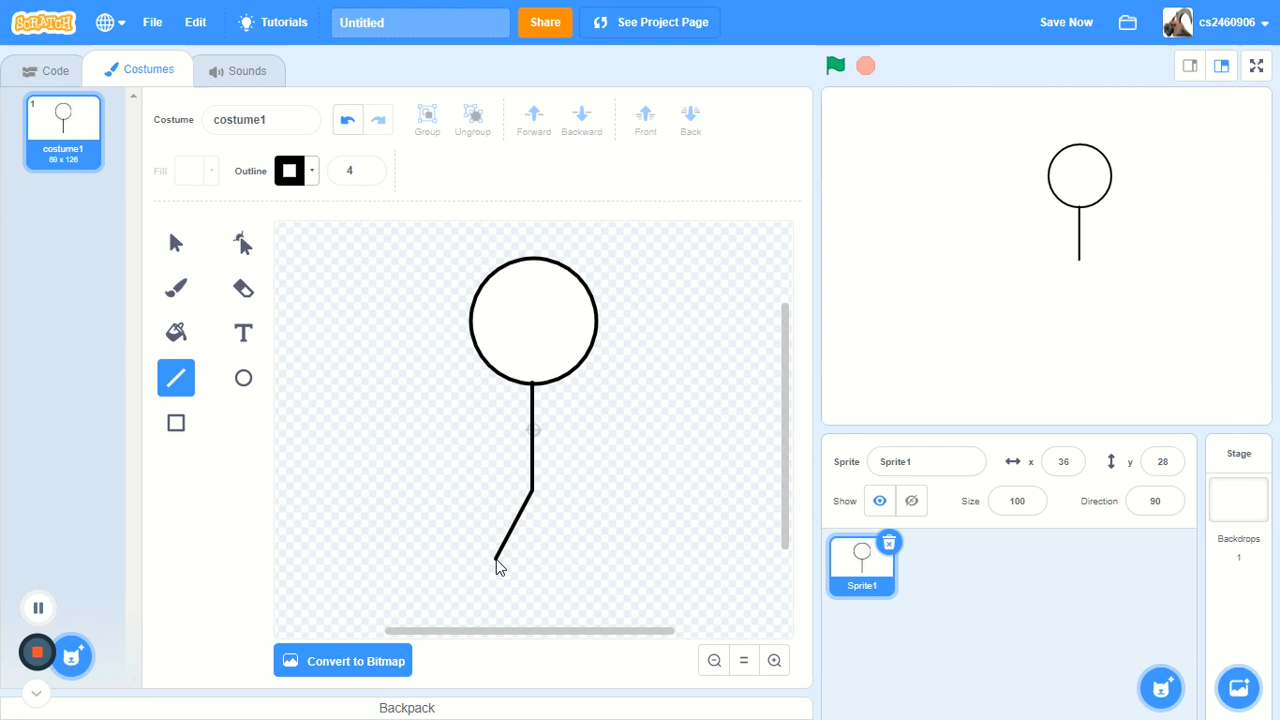 SCRATCH File Edit Tutorials Untitled Share See Project Page Save Now cs2460906
Code Costumes Sounds
1
costume1
69 x 126
Costume costume1 Group Ungroup Forward Backward Front Back
Fill Outline 4
T
Convert to Bitmap
Backpack
Sprite Sprite1 x 36 y 28
Show Size 100 Direction 90
Sprite1
Stage
Backdrops
1